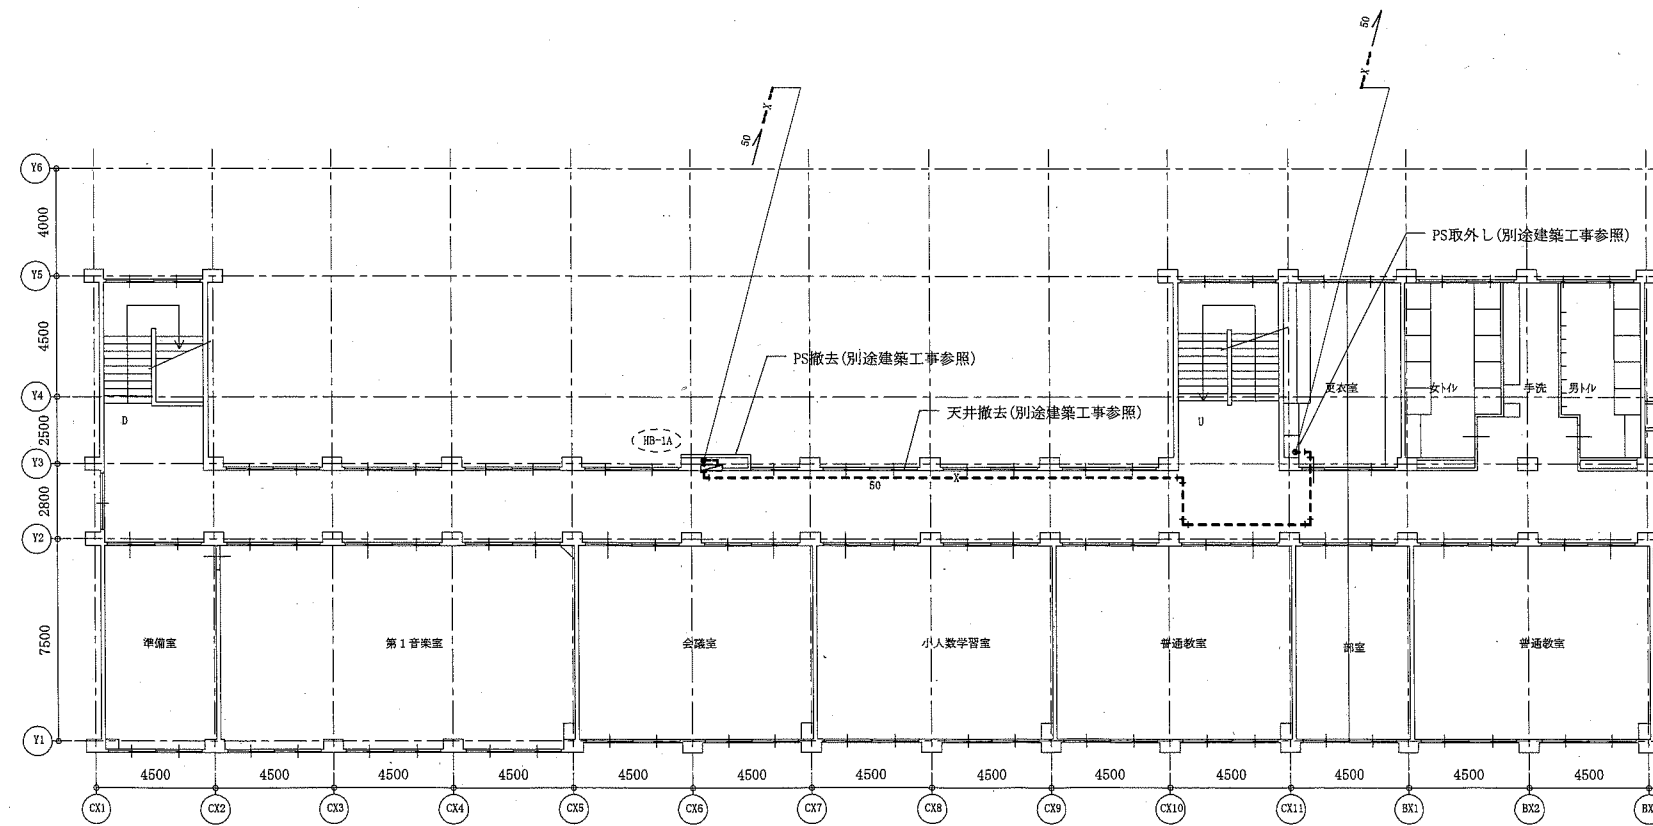 50
X
50
X
Y6
4000
PS取外し(別途建築工事参照)
Y5
4500
PS撤去(別途建築工事参照)
更衣室
女トイレ
手洗
男トイレ
Y4
天井撤去(別途建築工事参照)
D
U
2500
HB-1A
Y3
50
X
2800
Y2
7500
準備室
第1音楽室
会議室
小人数学習室
普通教室
部室
普通教室
Y1
4500
4500
4500
4500
4500
4500
4500
4500
4500
4500
4500
4500
4500
CX1
CX2
CX3
CX4
CX5
CX6
CX7
CX8
CX9
CX10
CX11
BX1
BX2
BX